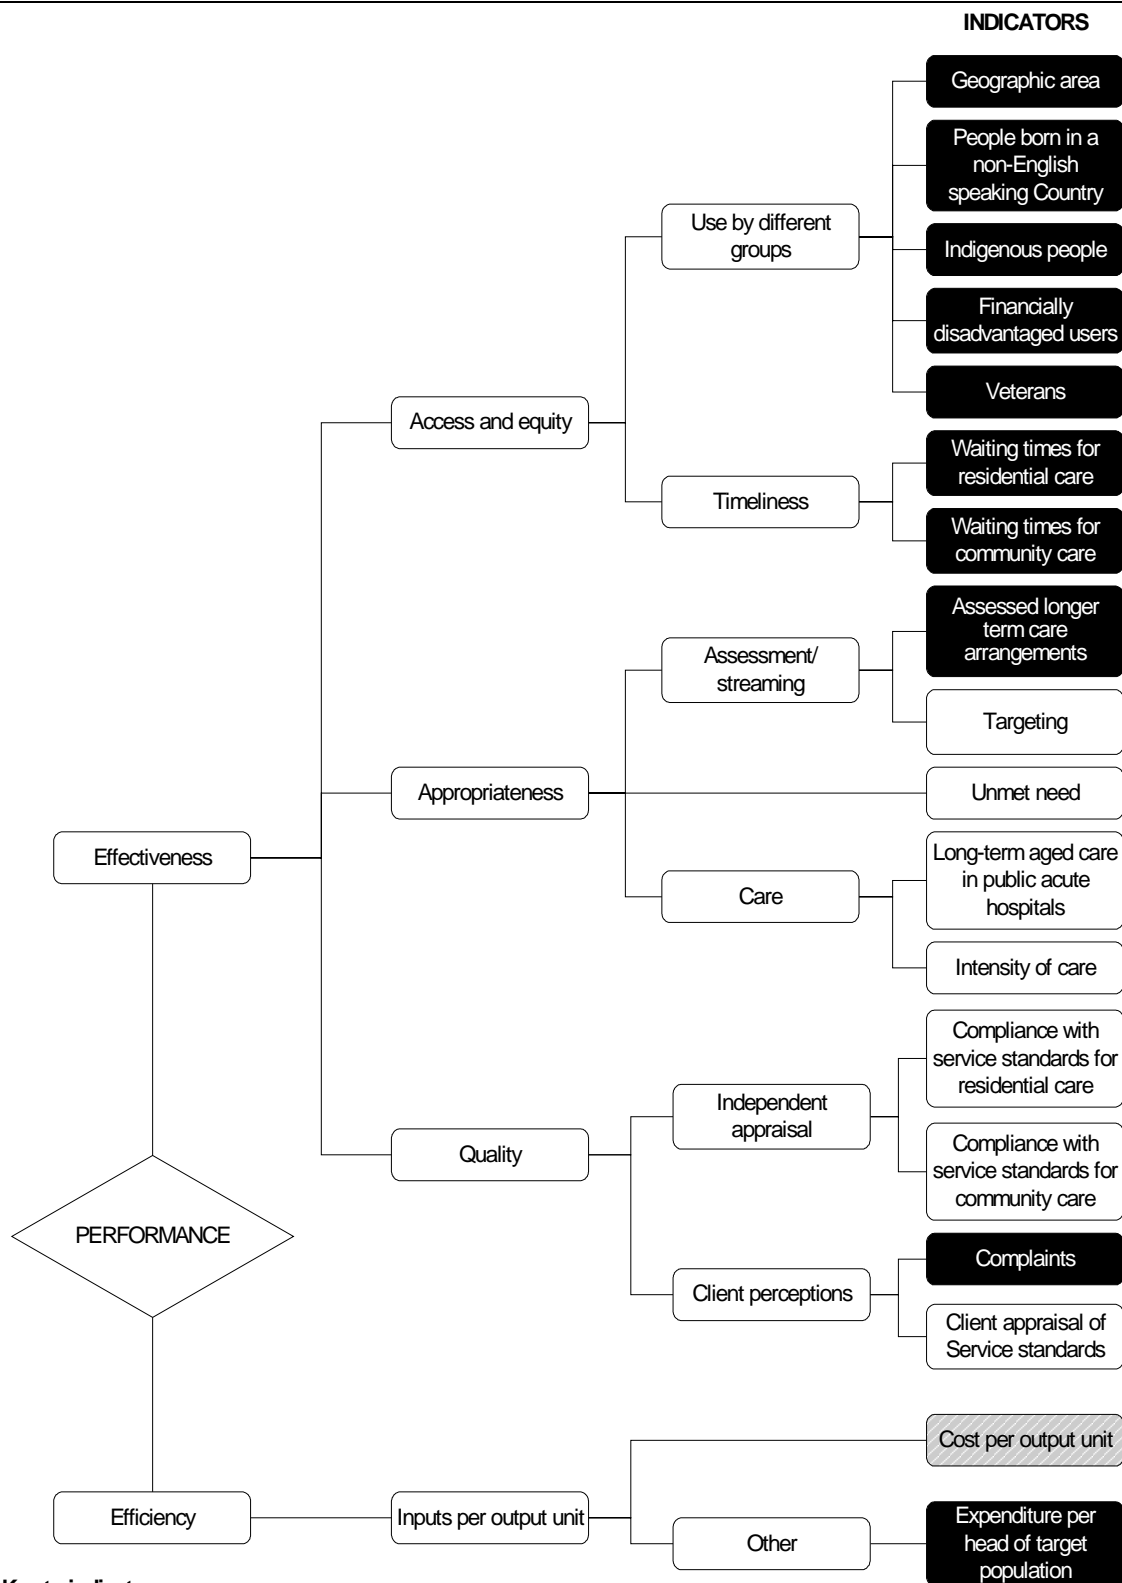 INDICATORS
Geographic area
People born in a
non-English
speaking Country
Use by different
groups
Indigenous people
Financially
disadvantaged users
Veterans
Access and equity
Waiting times for
residential care
Timeliness
Waiting times for
community care
Assessed longer
term care
arrangements
Assessment/
streaming
Targeting
Appropriateness
Unmet need
Effectiveness
Long-term aged care
in public acute
hospitals
Care
Intensity of care
Compliance with
service standards for
residential care
Independent
appraisal
Quality
Compliance with
service standards for
community care
PERFORMANCE
Complaints
Client perceptions
Client appraisal of
Service standards
Cost per output unit
Efficiency
Inputs per output unit
Expenditure per
head of target
population
Other